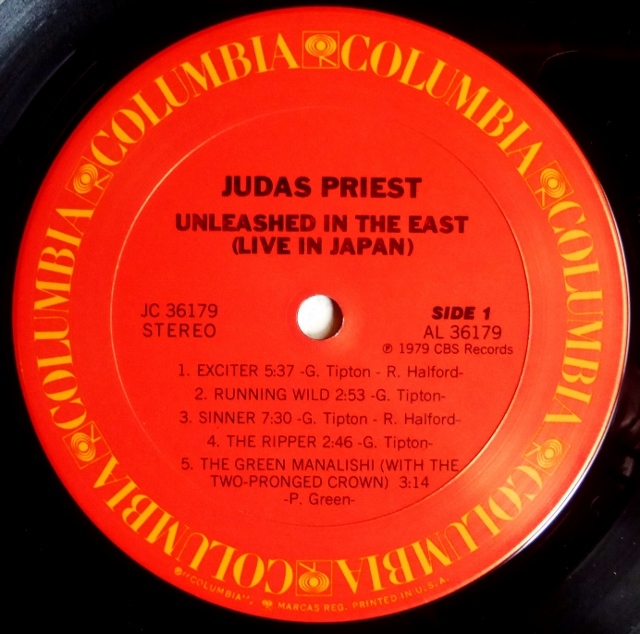 COLUMBIA COLUMBIA COLUMBIA COLUMBIA COLUMBIA COLUMBIA
JUDAS PRIEST
UNLEASHED IN THE EAST
(LIVE IN JAPAN)
JC 36179
STEREO
SIDE 1
AL 36179
℗ 1979 CBS Records
1. EXCITER 5:37 -G. Tipton - R. Halford-
2. RUNNING WILD 2:53 -G. Tipton-
3. SINNER 7:30 -G. Tipton - R. Halford-
4. THE RIPPER 2:46 -G. Tipton-
5. THE GREEN MANALISHI (WITH THE
TWO-PRONGED CROWN) 3:14
-P. Green-
®"COLUMBIA", MARCAS REG. PRINTED IN U.S.A.